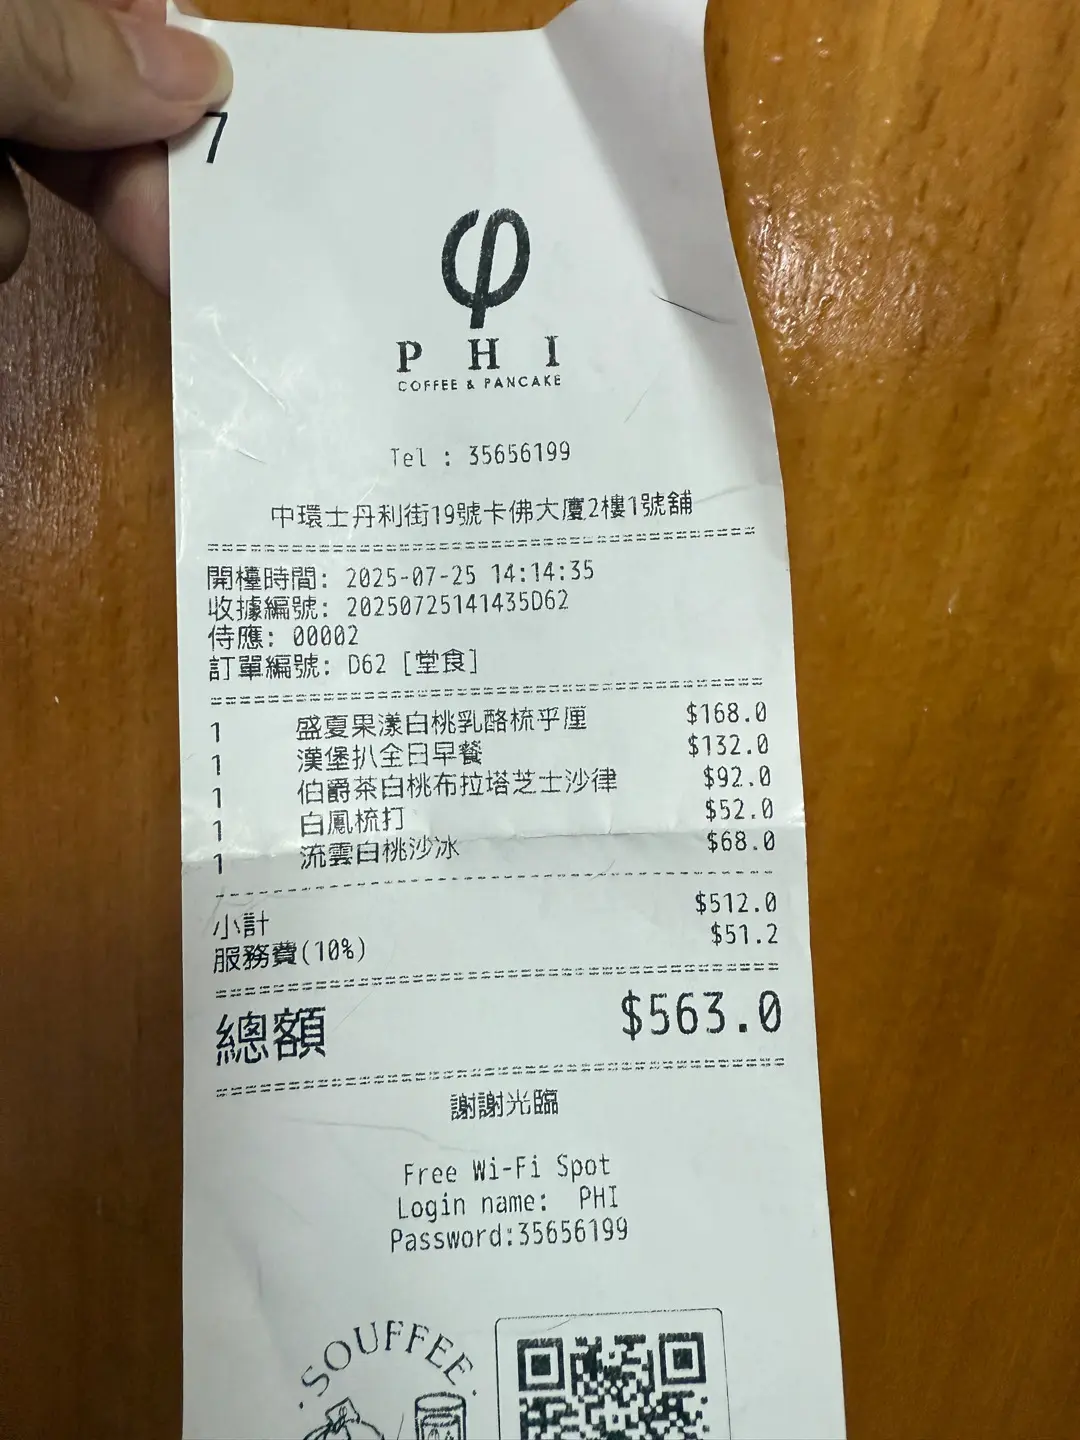 7
φ
PHI
COFFEE & PANCAKE
Tel : 35656199
中環士丹利街19號卡佛大廈2樓1號舖
開檯時間: 2025-07-25 14:14:35
收據編號: 20250725141435D62
侍應: 00002
訂單編號: D62 [堂食]
1 盛夏果漾白桃乳酪梳乎厘 $168.0
1 漢堡扒全日早餐 $132.0
1 伯爵茶白桃布拉塔芝士沙律 $92.0
1 白鳳梳打 $52.0
1 流雲白桃沙冰 $68.0
小計 $512.0
服務費(10%) $51.2
總額 $563.0
謝謝光臨
Free Wi-Fi Spot
Login name: PHI
Password:35656199
·SOUFFEE·